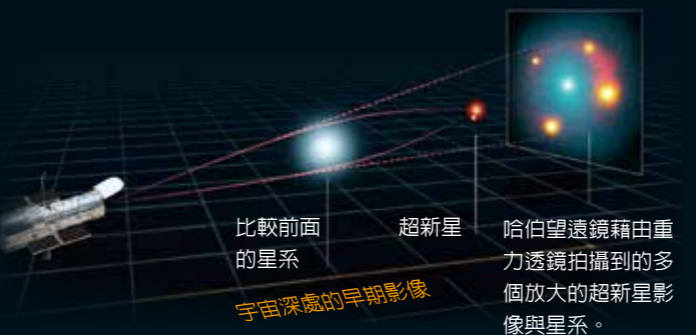 比較前面
的星系
超新星
哈伯望遠鏡藉由重
力透鏡拍攝到的多
個放大的超新星影
像與星系。
宇宙深處的早期影像